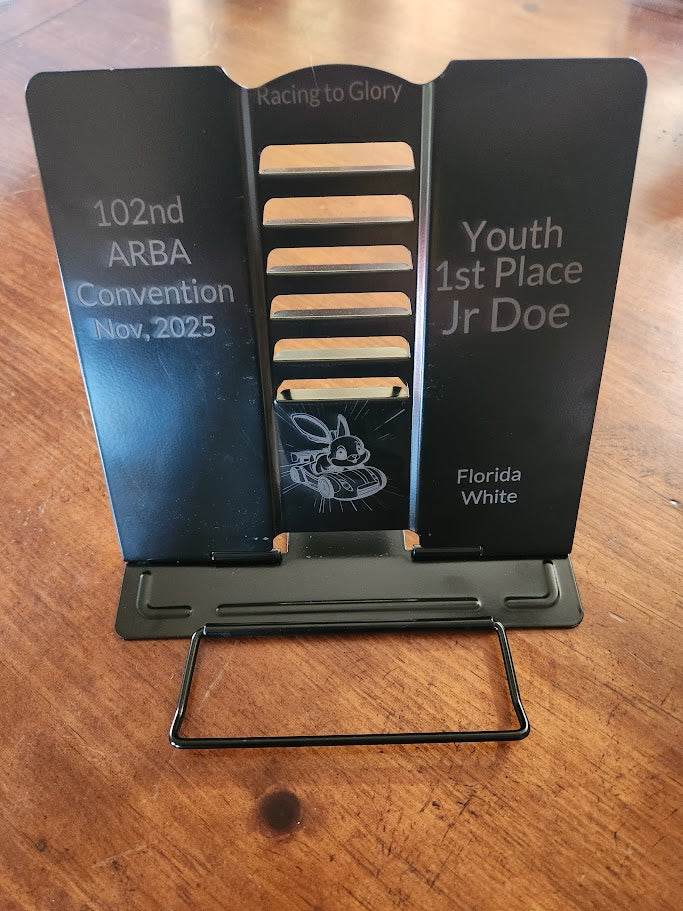 Racing to Glory
102nd
ARBA
Convention
Nov, 2025
Youth
1st Place
Jr Doe
Florida
White